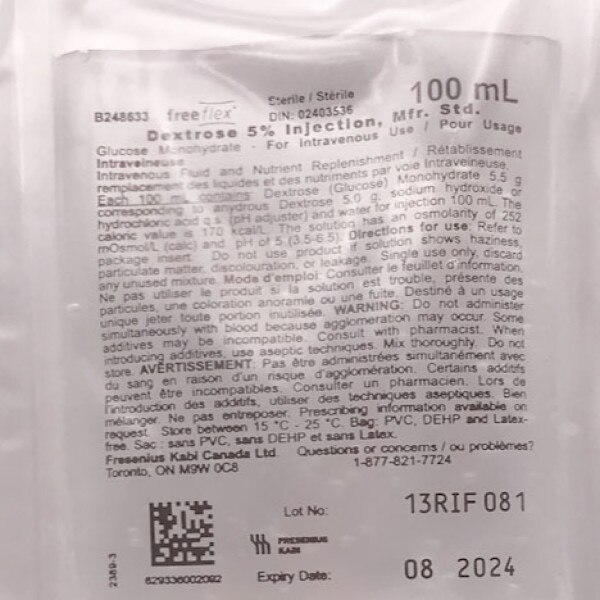 Sterile / Stérile
100 mL
B248633 freeflex® DIN: 02403536
Dextrose 5% Injection, Mfr. Std.
Glucose Monohydrate - For Intravenous Use / Pour Usage
Intraveineuse
Intravenous Fluid and Nutrient Replenishment / Rétablissement
remplacement des liquides et des nutriments par voie Intraveineuse.
Each 100 mL contains: Dextrose (Glucose) Monohydrate 5.5 g
corresponding to anydrous Dextrose 5.0 g, sodium hydroxide or
hydrochloric acid q.s (pH adjuster) and water for injection 100 mL. The
caloric value is 170 kcal/L. The solution has an osmolanty of 252
mOsmol/L (calc) and pH of 5 (3.5-6.5). Directions for use: Refer to
package insert. Do not use product if solution shows haziness,
particulate matter, discolouration, or leakage. Single use only, discard
any unused mixture. Mode d'emploi: Consulter le feuillet d'information.
Ne pas utiliser le produit si la solution est trouble, présente des
particules, une coloration anoramie ou une fuite. Destiné à un usage
unique jeter toute portion inutilisée. WARNING: Do not administer
simultaneously with blood because agglomeration may occur. Some
additives may be incompatible. Consult with pharmacist. When
introducing additives, use aseptic techniques. Mix thoroughly. Do not
store. AVERTISSEMENT: Pas être administrées simultanément avec
du sang en raison d'un risque d'agglomération. Certains additifs
peuvent être incompatibles. Consulter un pharmacien. Lors de
l'introduction des additifs, utiliser des techniques aseptiques. Bien
mélanger. Ne pas entreposer. Prescribing information available on
request. Store between 15 °C - 25 °C. Bag: PVC, DEHP and Latex-
free. Sac : sans PVC, sans DEHP et sans Latex.
Fresenius Kabi Canada Ltd. Questions or concerns / ou problèmes?
Toronto, ON M9W 0C8 1-877-821-7724
Lot No: 13RIF081
FRESENIUS
KABI
2389-3
629336002092
Expiry Date: 08 2024